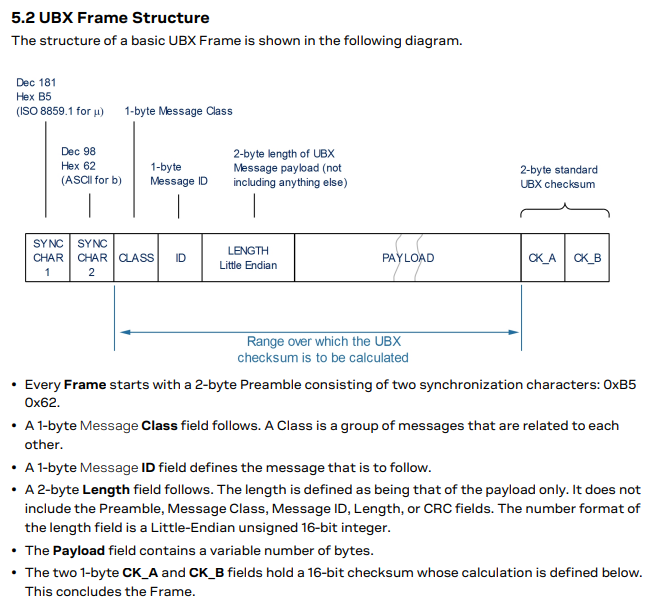 5.2 UBX Frame Structure
The structure of a basic UBX Frame is shown in the following diagram.
Dec 181
Hex B5
(ISO 8859.1 for µ)
1-byte Message Class
Dec 98
Hex 62
(ASCII for b)
1-byte
Message ID
2-byte length of UBX
Message payload (not
including anything else)
2-byte standard
UBX checksum
SYNC
CHAR
1
SYNC
CHAR
2
CLASS
ID
LENGTH
Little Endian
PAYLOAD
CK_A
CK_B
Range over which the UBX
checksum is to be calculated
• Every Frame starts with a 2-byte Preamble consisting of two synchronization characters: 0xB5
0x62.
• A 1-byte Message Class field follows. A Class is a group of messages that are related to each
other.
• A 1-byte Message ID field defines the message that is to follow.
• A 2-byte Length field follows. The length is defined as being that of the payload only. It does not
include the Preamble, Message Class, Message ID, Length, or CRC fields. The number format of
the length field is a Little-Endian unsigned 16-bit integer.
• The Payload field contains a variable number of bytes.
• The two 1-byte CK_A and CK_B fields hold a 16-bit checksum whose calculation is defined below.
This concludes the Frame.